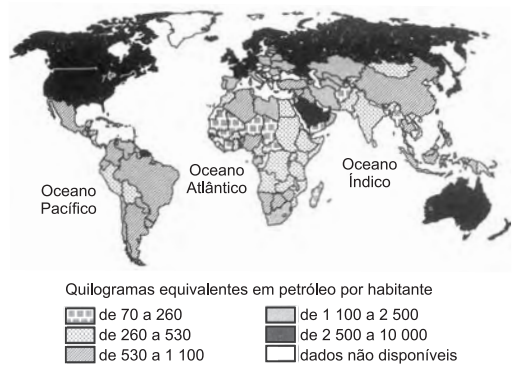 Oceano
Pacífico
Oceano
Atlântico
Oceano
Índico
Quilogramas equivalentes em petróleo por habitante
de 70 a 260
de 260 a 530
de 530 a 1 100
de 1 100 a 2 500
de 2 500 a 10 000
dados não disponíveis